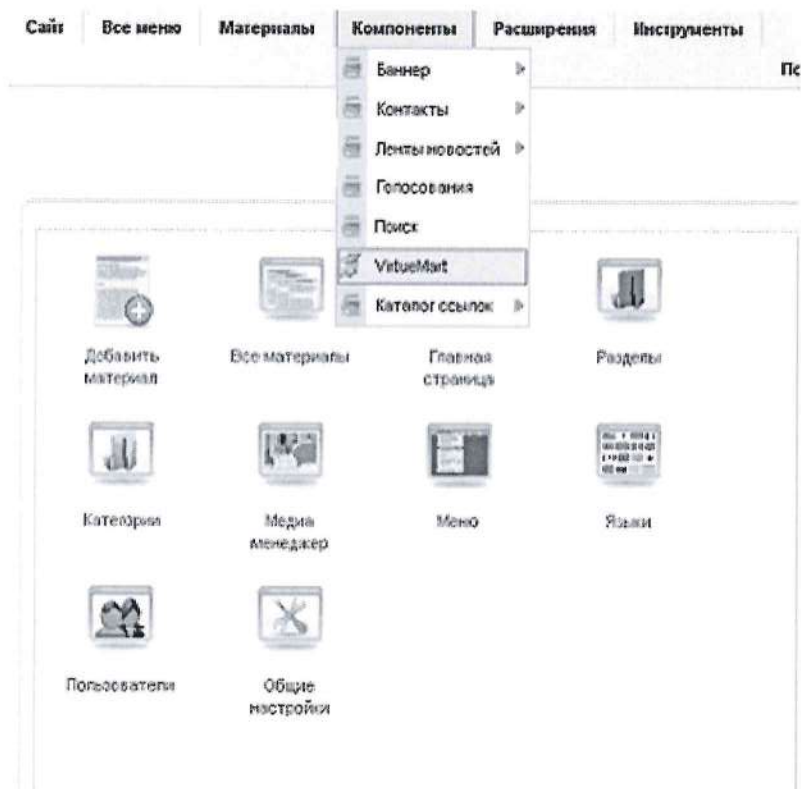 Сайт Все меню Материалы Компоненты Расширения Инструменты
Баннер
По
Контакты
Ленты новостей
Голосования
Поиск
VirtueMart
Каталог ссылок
Добавить
материал
Все материалы
Главная
страница
Разделы
Категории
Медиа
менеджер
Меню
Языки
Пользователи
Общие
настройки